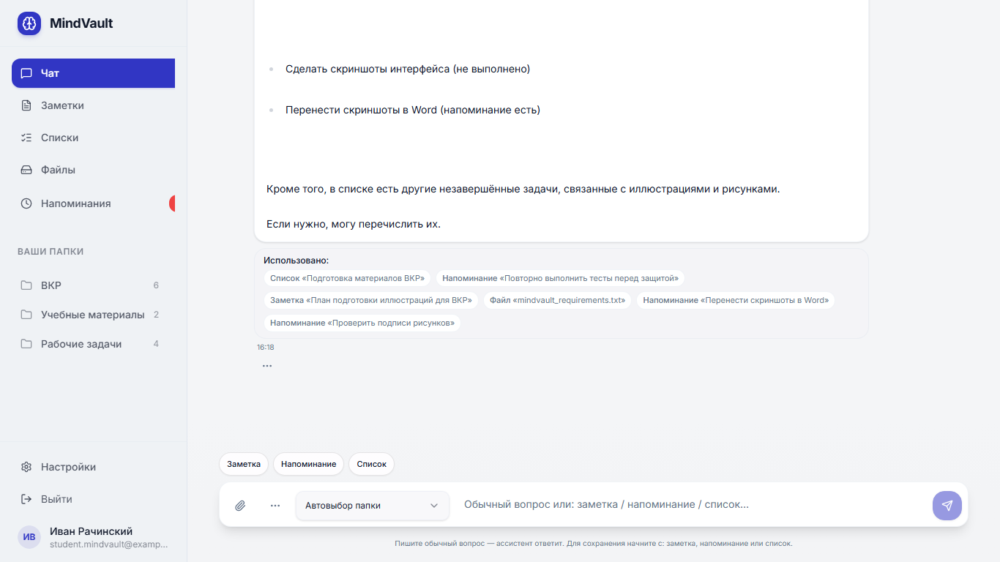 MindVault
Чат
Заметки
Списки
Файлы
Напоминания
ВАШИ ПАПКИ
ВКР 6
Учебные материалы 2
Рабочие задачи 4
Настройки
Выйти
ИВ
Иван Рачинский
student.mindvault@examp...
Сделать скриншоты интерфейса (не выполнено)
Перенести скриншоты в Word (напоминание есть)
Кроме того, в списке есть другие незавершённые задачи, связанные с иллюстрациями и рисунками.
Если нужно, могу перечислить их.
Использовано:
Список «Подготовка материалов ВКР» Напоминание «Повторно выполнить тесты перед защитой»
Заметка «План подготовки иллюстраций для ВКР» Файл «mindvault_requirements.txt» Напоминание «Перенести скриншоты в Word»
Напоминание «Проверить подписи рисунков»
16:18
Заметка Напоминание Список
Автовыбор папки Обычный вопрос или: заметка / напоминание / список...
Пишите обычный вопрос — ассистент ответит. Для сохранения начните с: заметка, напоминание или список.